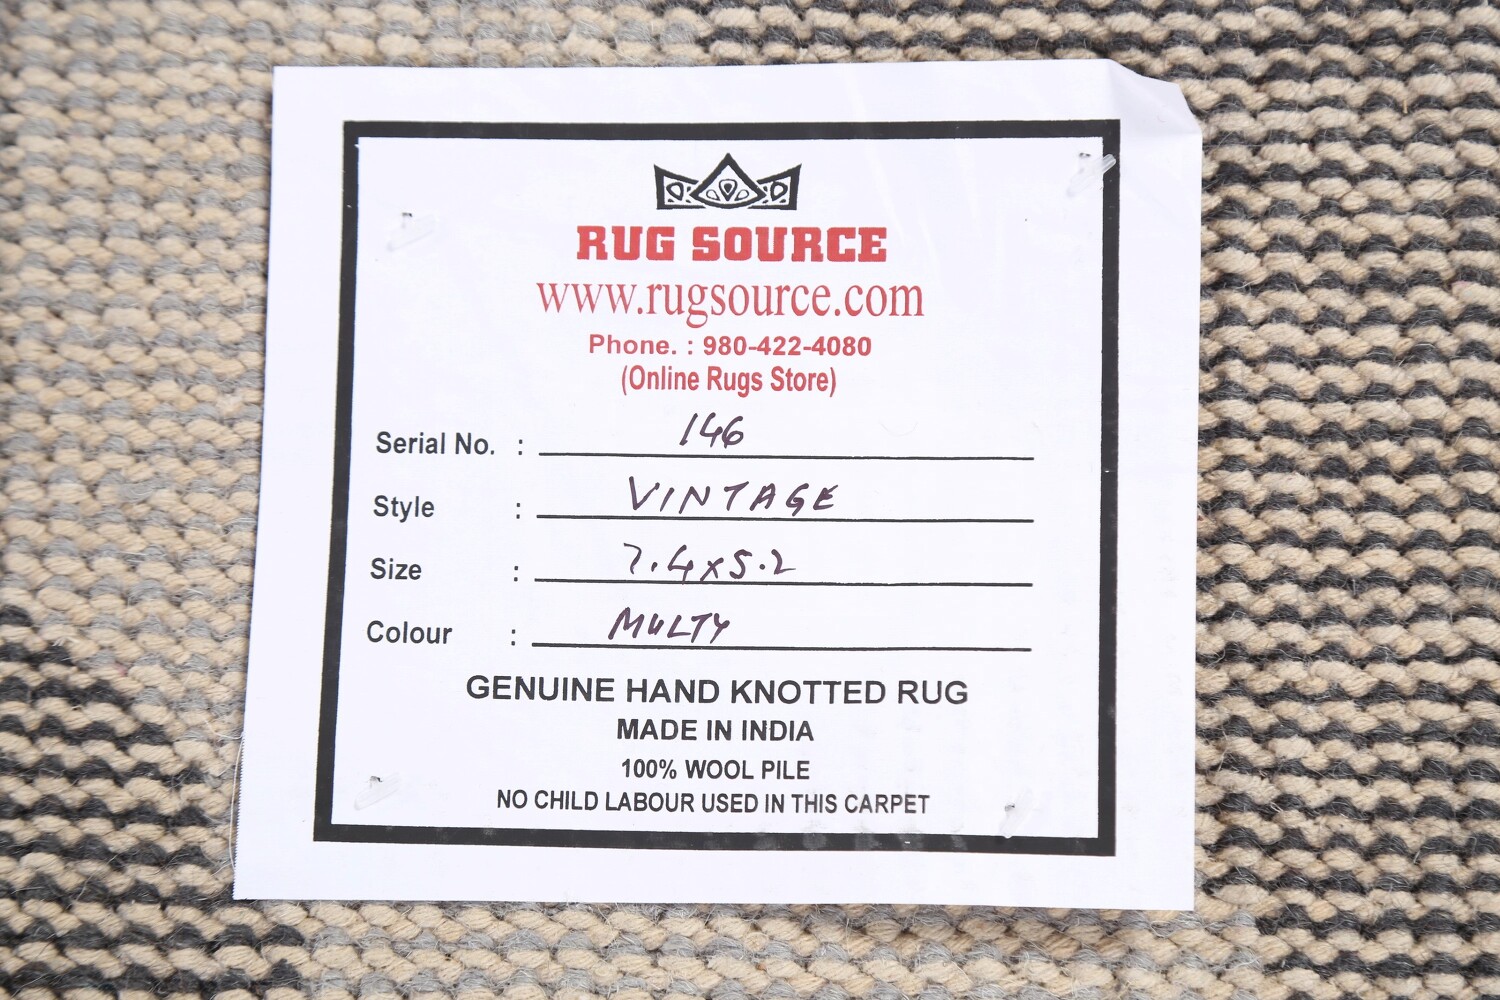 RUG SOURCE
www.rugsource.com
Phone. : 980-422-4080
(Online Rugs Store)
Serial No. : 146
Style : VINTAGE
Size : 7.4x5.2
Colour : MULTY
GENUINE HAND KNOTTED RUG
MADE IN INDIA
100% WOOL PILE
NO CHILD LABOUR USED IN THIS CARPET